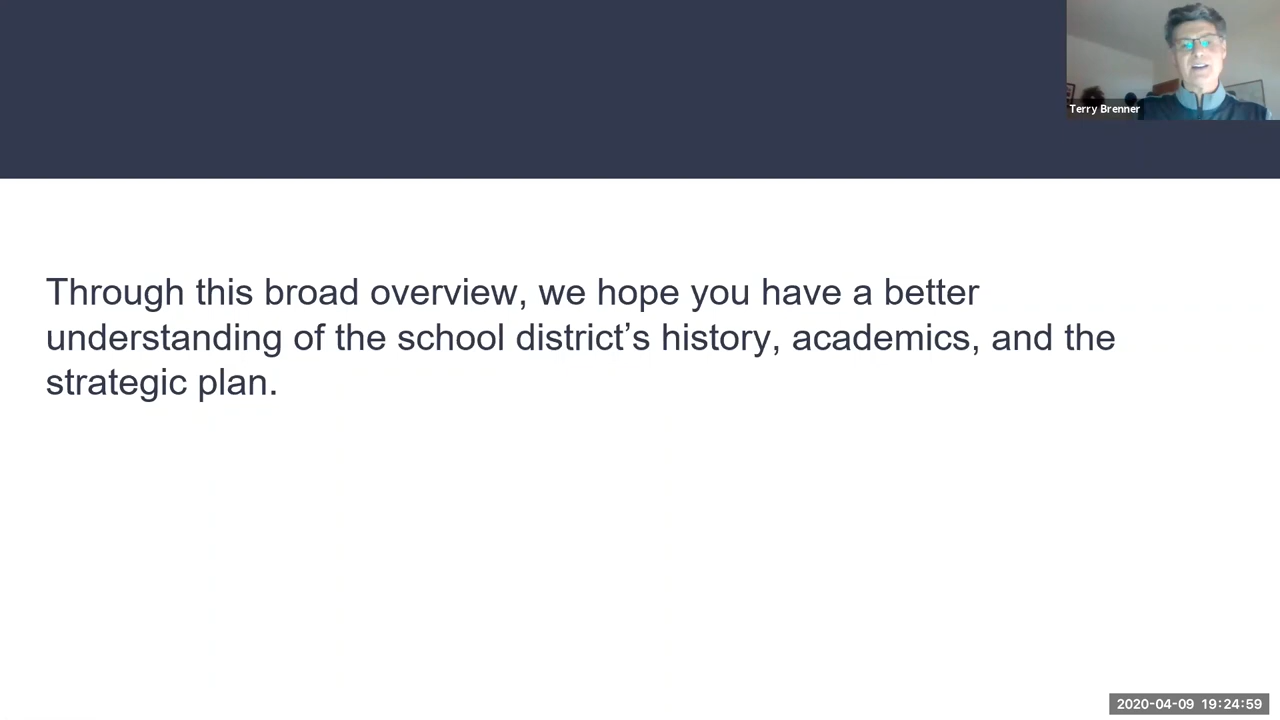 Terry Brenner
Through this broad overview, we hope you have a better
understanding of the school district’s history, academics, and the
strategic plan.
2020-04-09 19:24:59